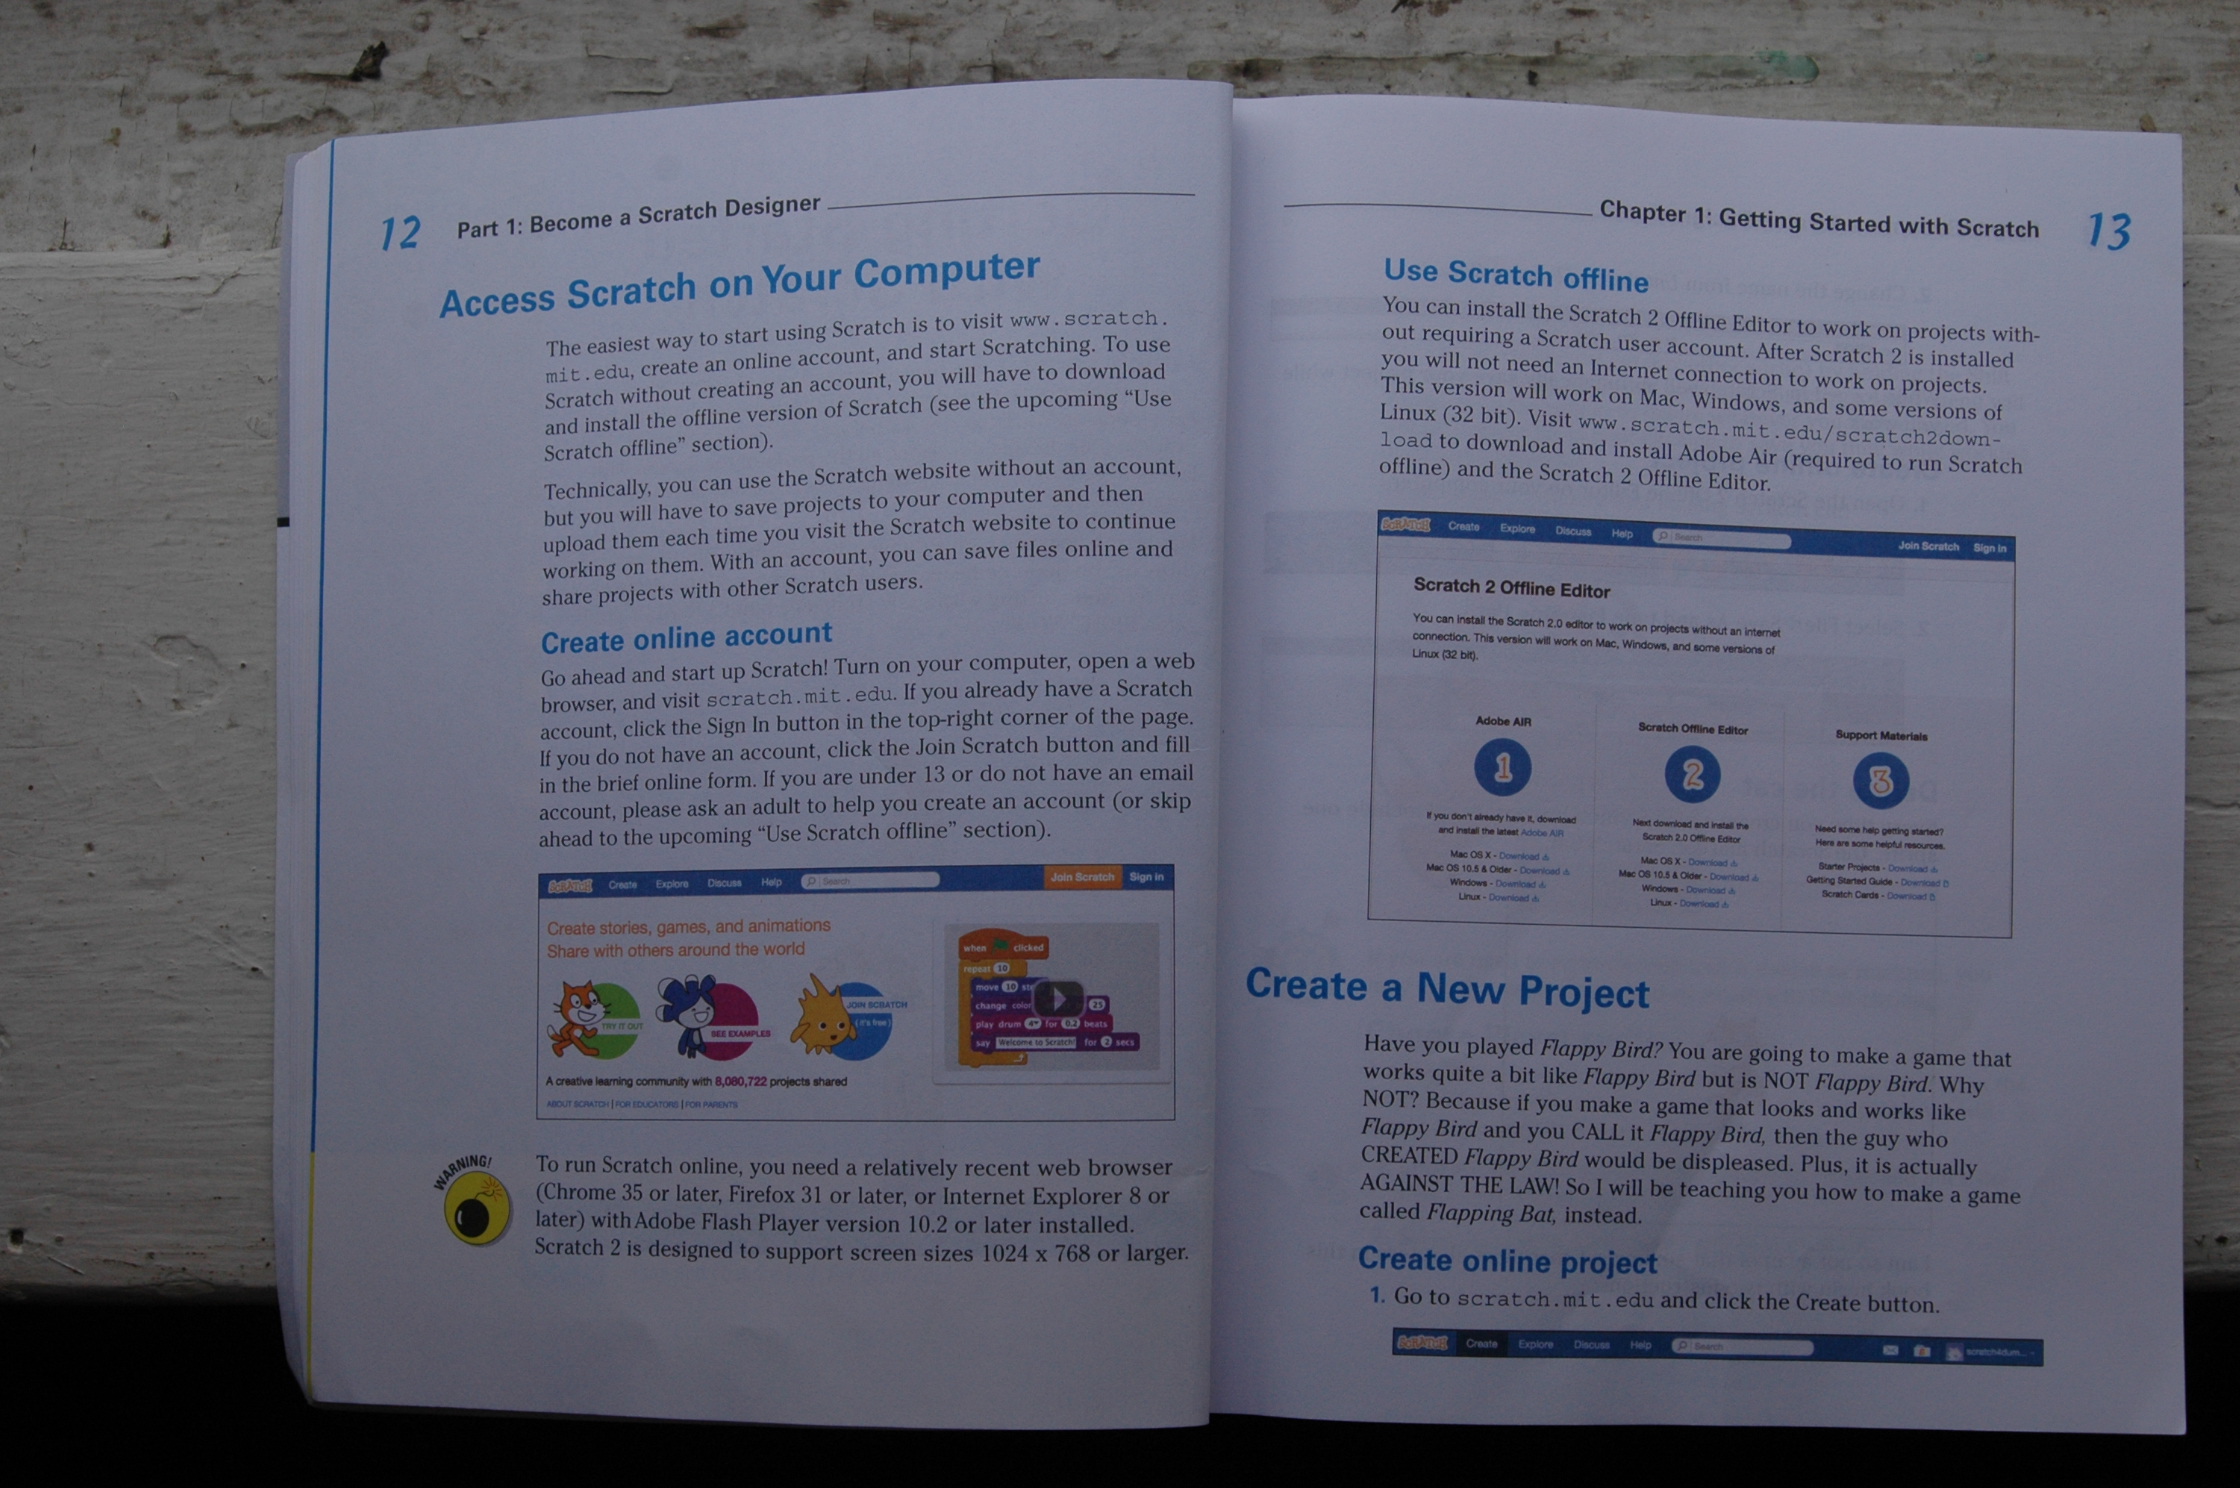 12 Part 1: Become a Scratch Designer
Access Scratch on Your Computer
The easiest way to start using Scratch is to visit www.scratch.
mit.edu, create an online account, and start Scratching. To use
Scratch without creating an account, you will have to download
and install the offline version of Scratch (see the upcoming “Use
Scratch offline” section).
Technically, you can use the Scratch website without an account,
but you will have to save projects to your computer and then
upload them each time you visit the Scratch website to continue
working on them. With an account, you can save files online and
share projects with other Scratch users.
Create online account
Go ahead and start up Scratch! Turn on your computer, open a web
browser, and visit scratch.mit.edu. If you already have a Scratch
account, click the Sign In button in the top-right corner of the page.
If you do not have an account, click the Join Scratch button and fill
in the brief online form. If you are under 13 or do not have an email
account, please ask an adult to help you create an account (or skip
ahead to the upcoming “Use Scratch offline” section).
SCRATCH Create Explore Discuss Help Search Join Scratch Sign in
Create stories, games, and animations
Share with others around the world
TRY IT OUT
SEE EXAMPLES
JOIN SCRATCH
(it's free)
A creative learning community with 8,080,722 projects shared
ABOUT SCRATCH | FOR EDUCATORS | FOR PARENTS
when clicked
repeat 10
move 10 st
change color 25
play drum 4 for 0.2 beats
say Welcome to Scratch! for 2 secs
WARNING!
To run Scratch online, you need a relatively recent web browser
(Chrome 35 or later, Firefox 31 or later, or Internet Explorer 8 or
later) with Adobe Flash Player version 10.2 or later installed.
Scratch 2 is designed to support screen sizes 1024 x 768 or larger.
Chapter 1: Getting Started with Scratch 13
Use Scratch offline
You can install the Scratch 2 Offline Editor to work on projects with-
out requiring a Scratch user account. After Scratch 2 is installed
you will not need an Internet connection to work on projects.
This version will work on Mac, Windows, and some versions of
Linux (32 bit). Visit www.scratch.mit.edu/scratch2down-
load to download and install Adobe Air (required to run Scratch
offline) and the Scratch 2 Offline Editor.
SCRATCH Create Explore Discuss Help Search Join Scratch Sign in
Scratch 2 Offline Editor
You can install the Scratch 2.0 editor to work on projects without an internet
connection. This version will work on Mac, Windows, and some versions of
Linux (32 bit).
Adobe AIR
1
If you don't already have it, download
and install the latest Adobe AIR
Mac OS X - Download
Mac OS 10.5 & Older - Download
Windows - Download
Linux - Download
Scratch Offline Editor
2
Next download and install the
Scratch 2.0 Offline Editor
Mac OS X - Download
Mac OS 10.5 & Older - Download
Windows - Download
Linux - Download
Support Materials
3
Need some help getting started?
Here are some helpful resources.
Starter Projects - Download
Getting Started Guide - Download
Scratch Cards - Download
Create a New Project
Have you played Flappy Bird? You are going to make a game that
works quite a bit like Flappy Bird but is NOT Flappy Bird. Why
NOT? Because if you make a game that looks and works like
Flappy Bird and you CALL it Flappy Bird, then the guy who
CREATED Flappy Bird would be displeased. Plus, it is actually
AGAINST THE LAW! So I will be teaching you how to make a game
called Flapping Bat, instead.
Create online project
1. Go to scratch.mit.edu and click the Create button.
SCRATCH Create Explore Discuss Help Search scratch4dum...